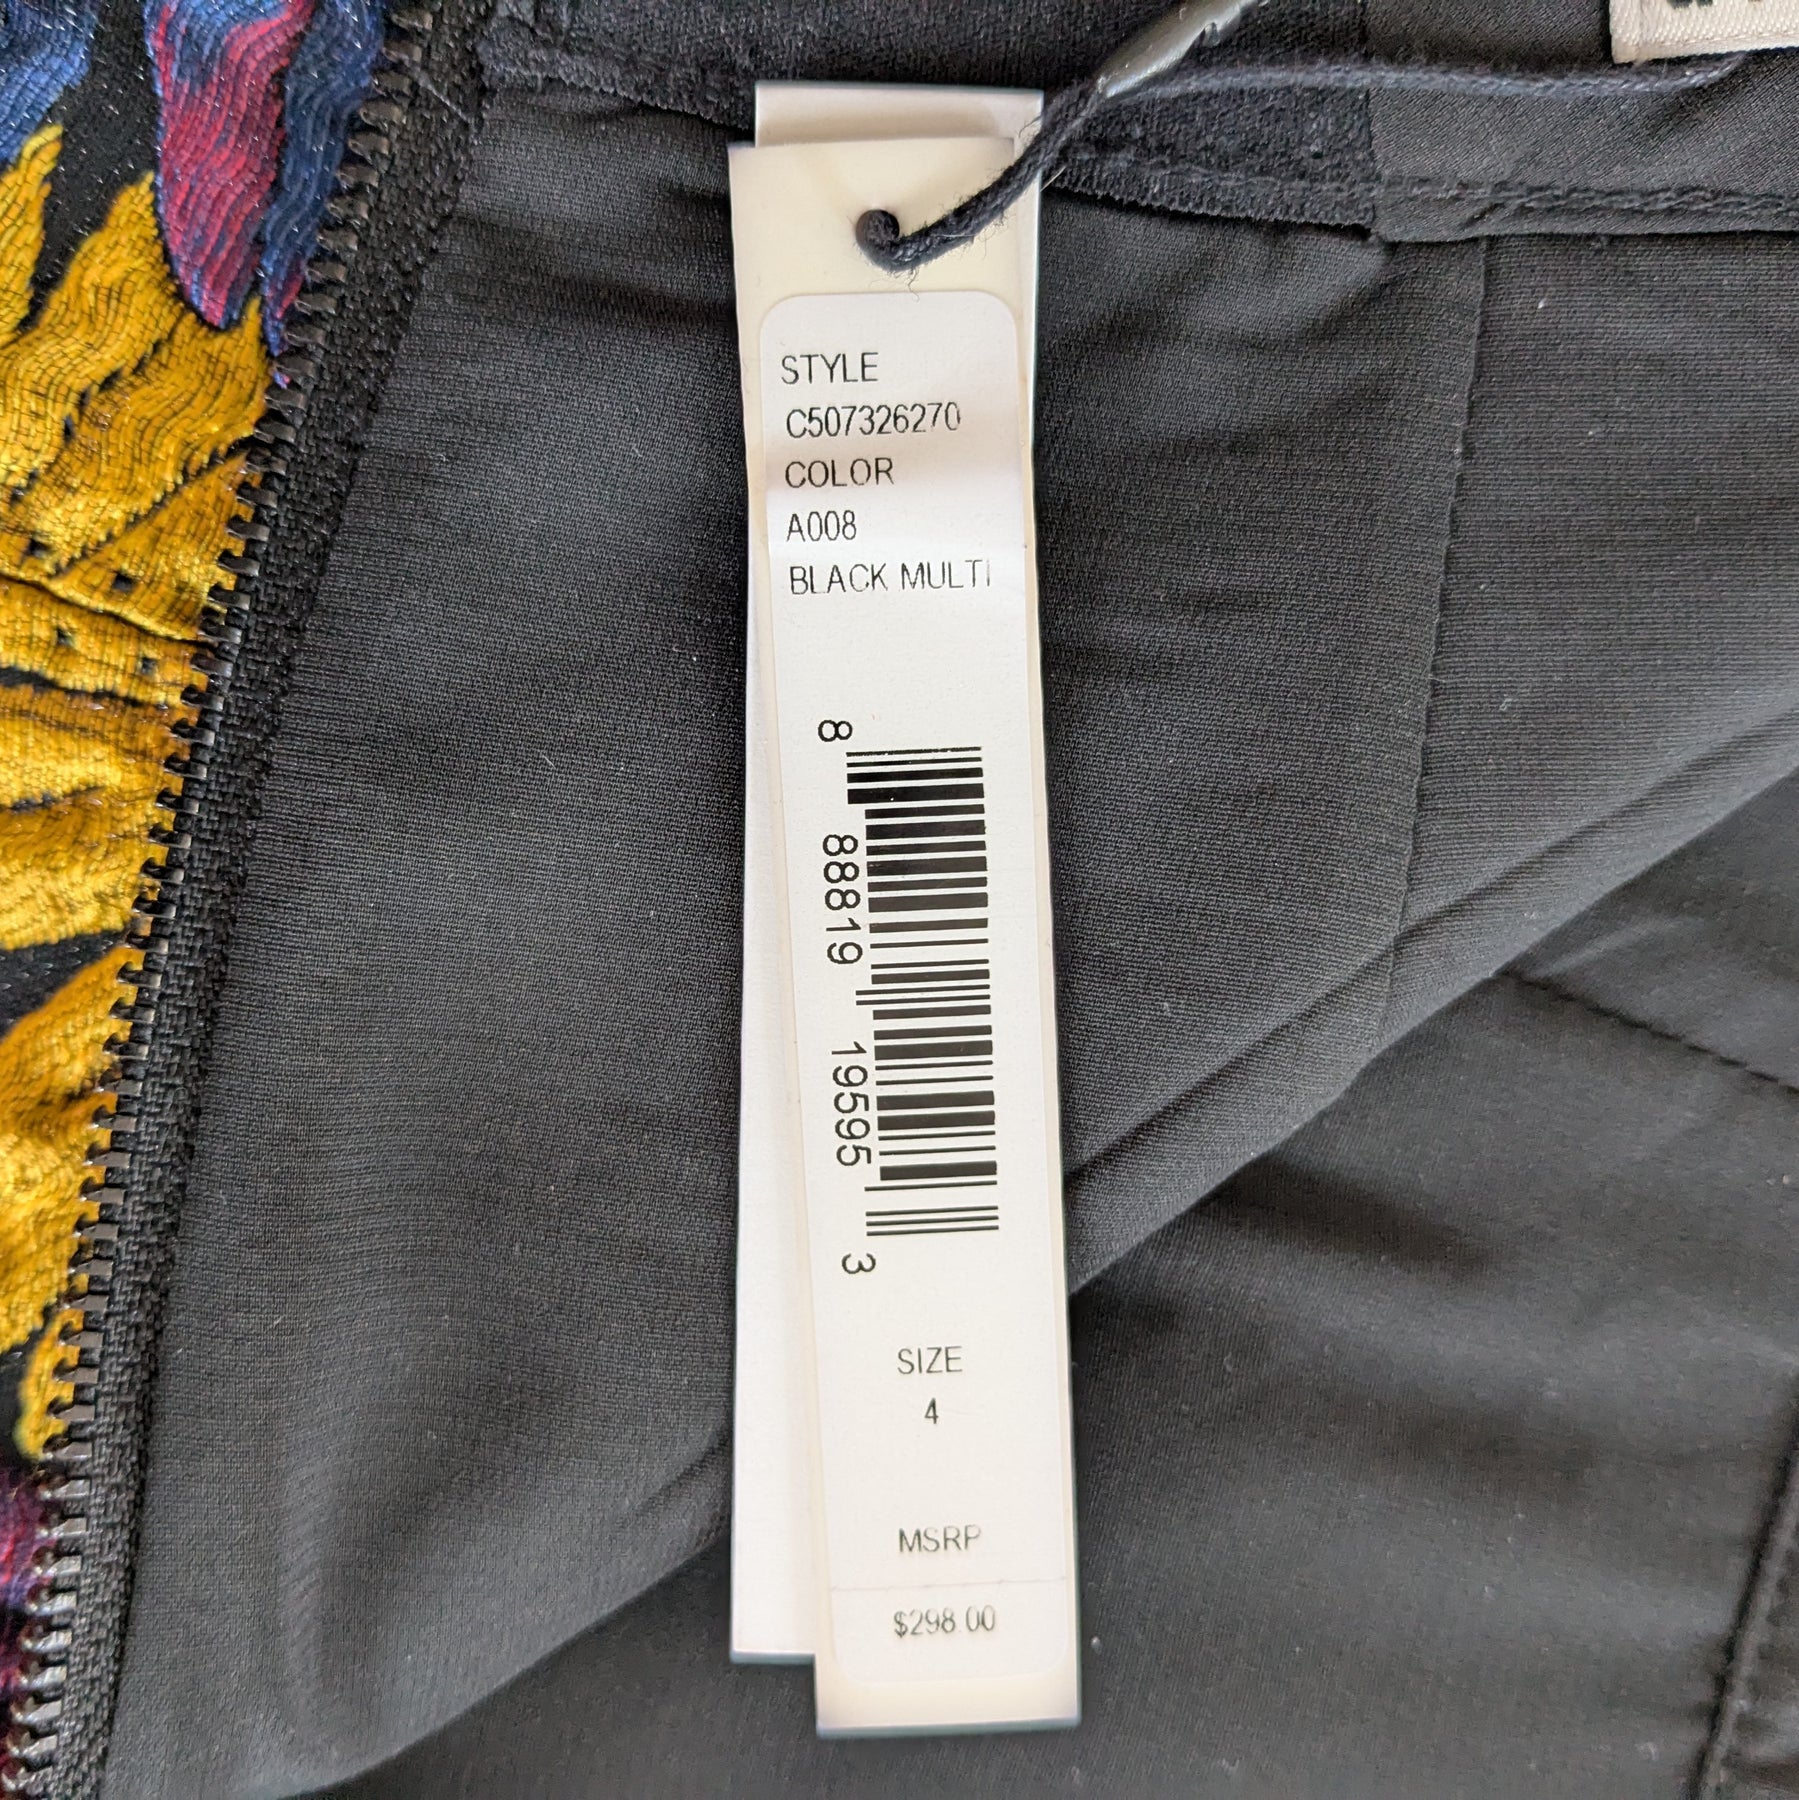 STYLE
C507326270
COLOR
A008
BLACK MULTI
8 88819 19595 3
SIZE
4
MSRP
$298.00